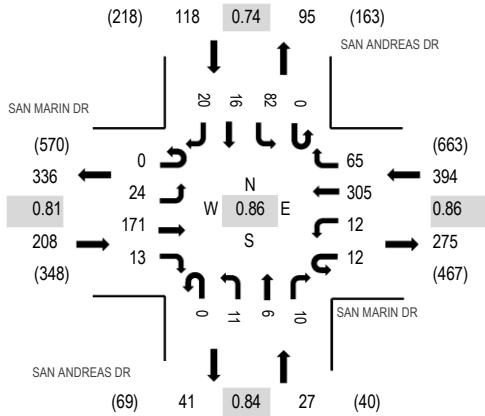 (218) 118 0.74 95 (163)
SAN ANDREAS DR
20 16 82 0
SAN MARIN DR
(570) (663)
0 65
336 394
24 N 305
0.81 W 0.86 E 0.86
171 12
208 S 275
13 12
(348) (467)
0 11 6 10
SAN MARIN DR
SAN ANDREAS DR
(69) 41 0.84 27 (40)